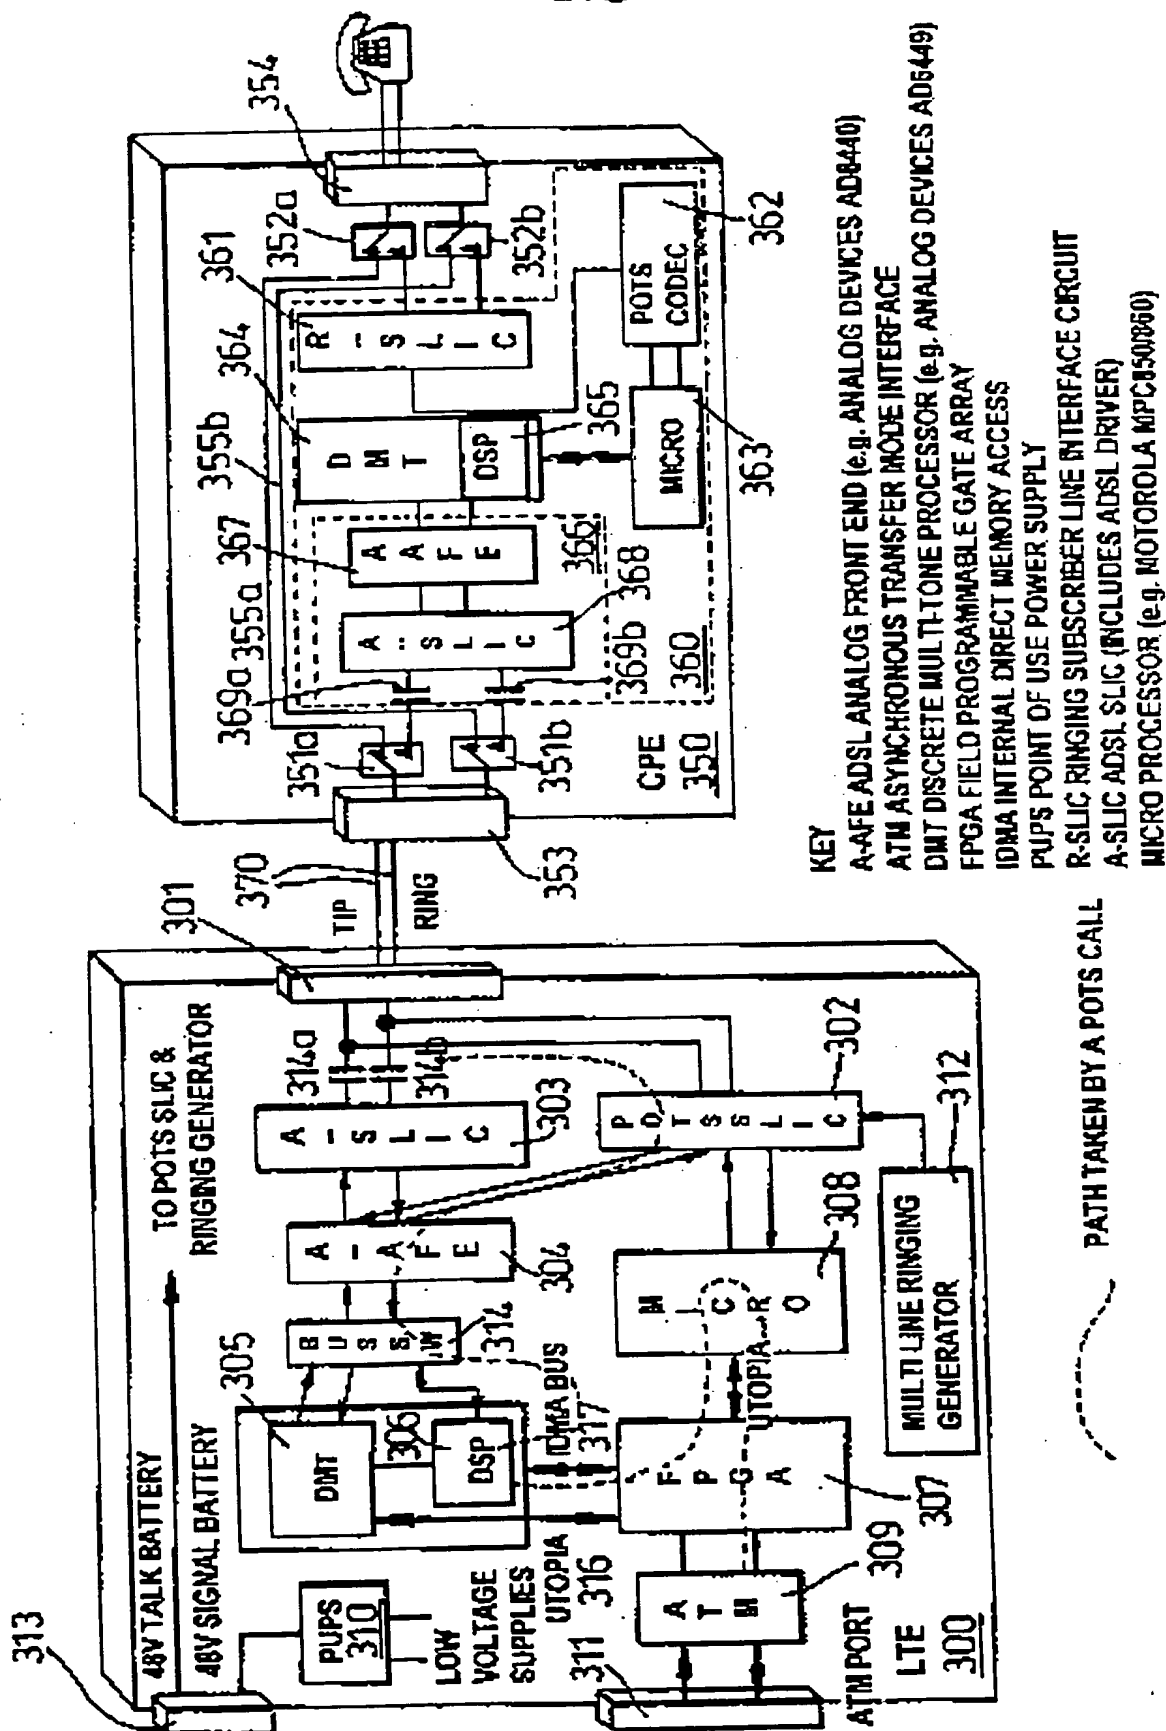 313
48V TALK BATTERY
TO POTS SLIC &
RINGING GENERATOR
48V SIGNAL BATTERY
PUPS
310
LOW
VOLTAGE
SUPPLIES
305
DMT
306
DSP
BUSSW
314
A-AFE
304
A-SLIC
303
314a
314b
301
TIP
RING
370
UTOPIA
316
IDMA BUS
317
FPGA
307
UTOPIA
MICRO
308
POTSSLIC
302
MULTI LINE RINGING
GENERATOR
312
ATM
309
311
ATM PORT
LTE
300
353
351a
351b
369a
369b
355a
355b
A-SLIC
368
A-AFE
367
366
DMT
364
DSP
365
R-SLIC
361
352a
352b
354
MICRO
363
POTS
CODEC
362
360
CPE
350
KEY
A-AFE ADSL ANALOG FRONT END (e.g. ANALOG DEVICES AD6440)
ATM ASYNCHRONOUS TRANSFER MODE INTERFACE
DMT DISCRETE MULTI-TONE PROCESSOR (e.g. ANALOG DEVICES AD6449)
FPGA FIELD PROGRAMMABLE GATE ARRAY
IDMA INTERNAL DIRECT MEMORY ACCESS
PUPS POINT OF USE POWER SUPPLY
R-SLIC RINGING SUBSCRIBER LINE INTERFACE CIRCUIT
A-SLIC ADSL SLIC (INCLUDES ADSL DRIVER)
MICRO PROCESSOR (e.g. MOTOROLA MPC850/860)
PATH TAKEN BY A POTS CALL